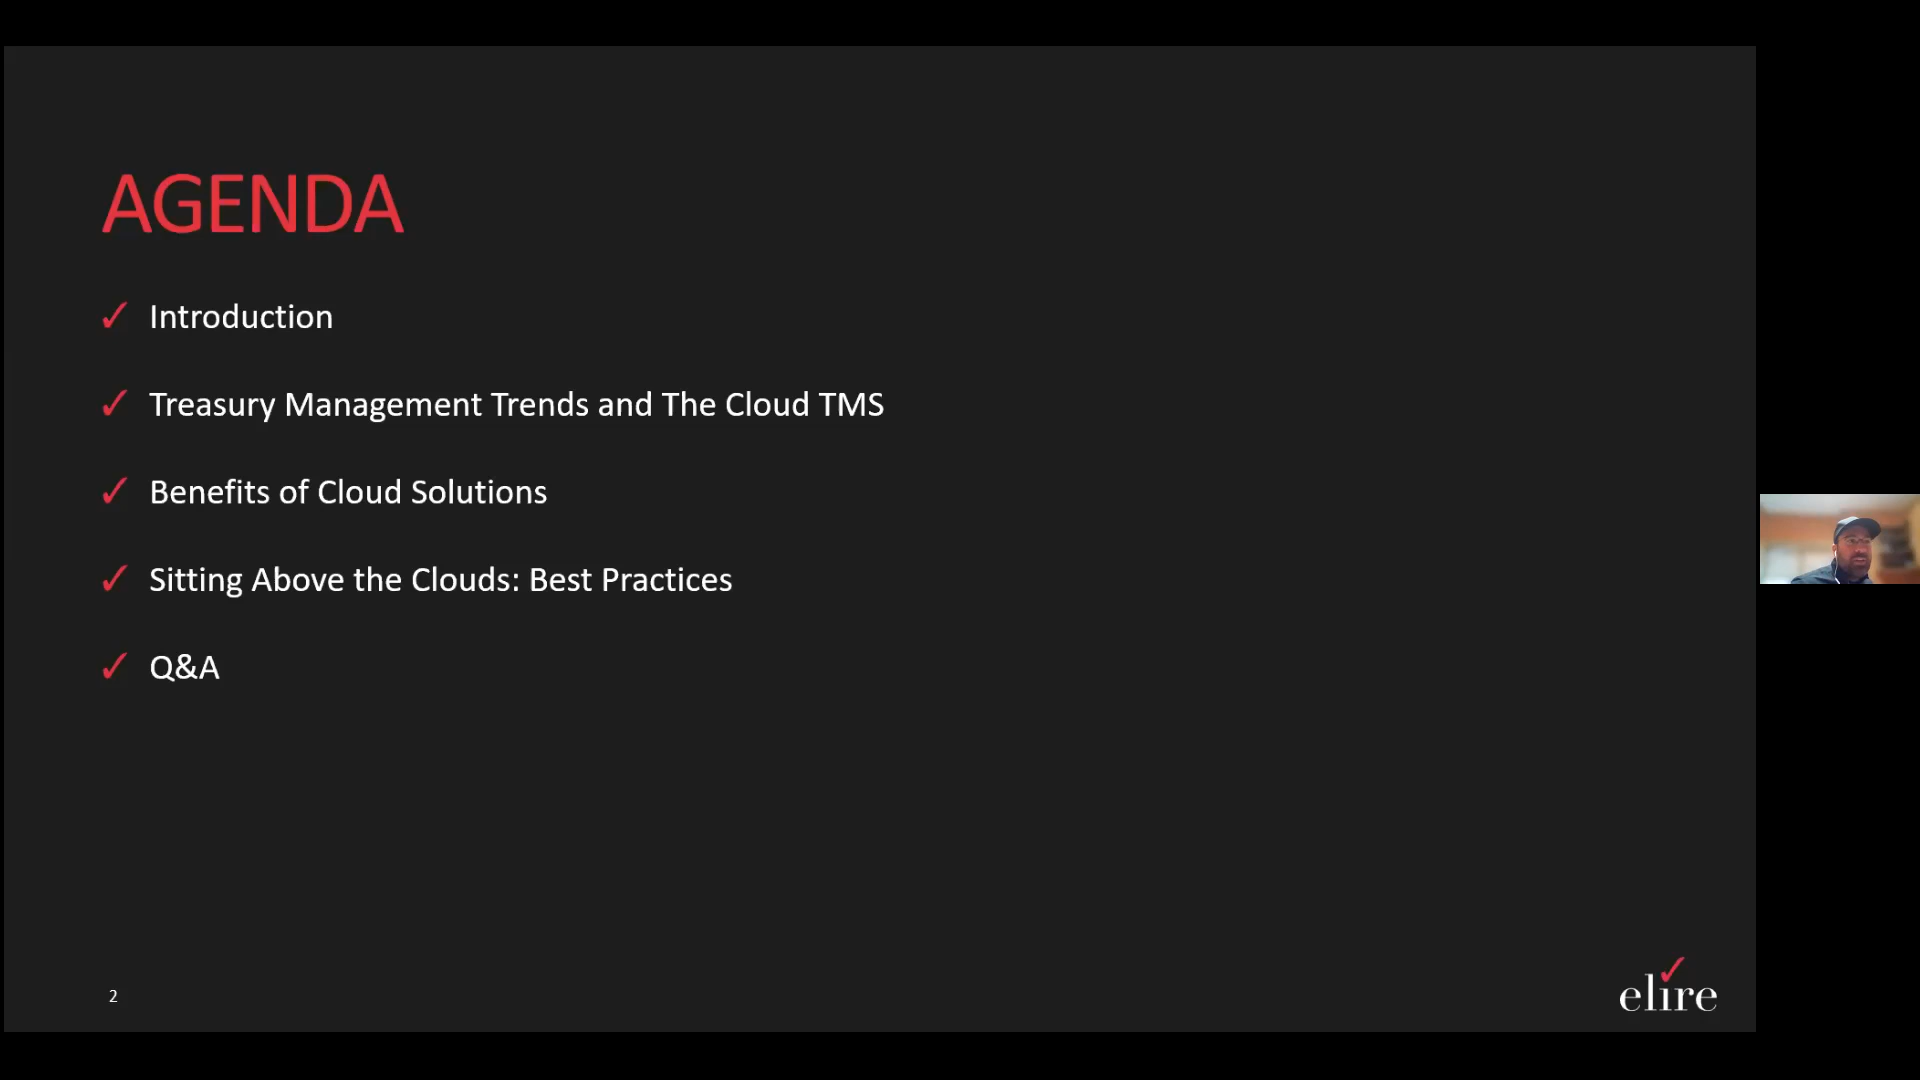 AGENDA
✓ Introduction
✓ Treasury Management Trends and The Cloud TMS
✓ Benefits of Cloud Solutions
✓ Sitting Above the Clouds: Best Practices
✓ Q&A
2
elire